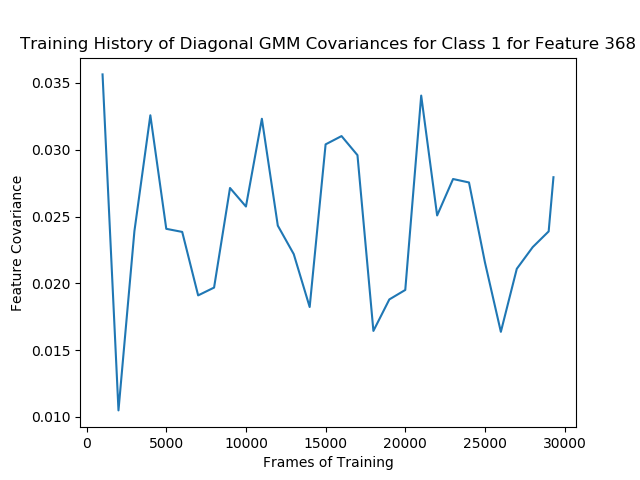 Training History of Diagonal GMM Covariances for Class 1 for Feature 368
0.035
0.030
0.025
0.020
0.015
0.010
Feature Covariance
0 5000 10000 15000 20000 25000 30000
Frames of Training